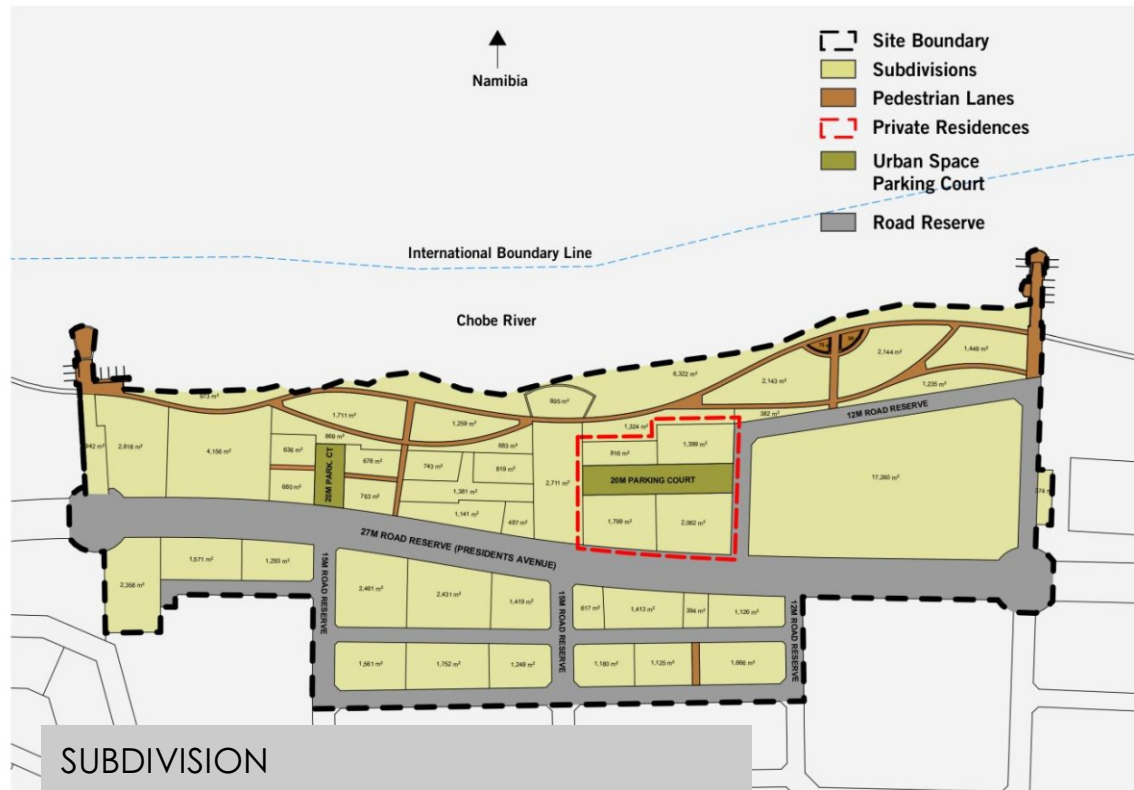 Namibia
Site Boundary
Subdivisions
Pedestrian Lanes
Private Residences
Urban Space
Parking Court
Road Reserve
International Boundary Line
Chobe River
6,322 m²
2,144 m²
1,449 m²
2,143 m²
1,235 m²
895 m²
382 m²
12M ROAD RESERVE
1,711 m²
1,259 m²
1,324 m²
1,399 m²
869 m²
683 m²
2,816 m²
4,156 m²
636 m²
678 m²
743 m²
819 m²
816 m²
20M PARK. CT
20M PARKING COURT
2,711 m²
12,260 m²
680 m²
763 m²
1,381 m²
1,141 m²
487 m²
1,799 m²
2,062 m²
27M ROAD RESERVE (PRESIDENTS AVENUE)
1,571 m²
1,293 m²
2,356 m²
15M ROAD RESERVE
2,461 m²
2,431 m²
1,419 m²
15M ROAD RESERVE
617 m²
1,413 m²
394 m²
1,126 m²
12M ROAD RESERVE
1,561 m²
1,752 m²
1,249 m²
1,180 m²
1,125 m²
1,666 m²
SUBDIVISION